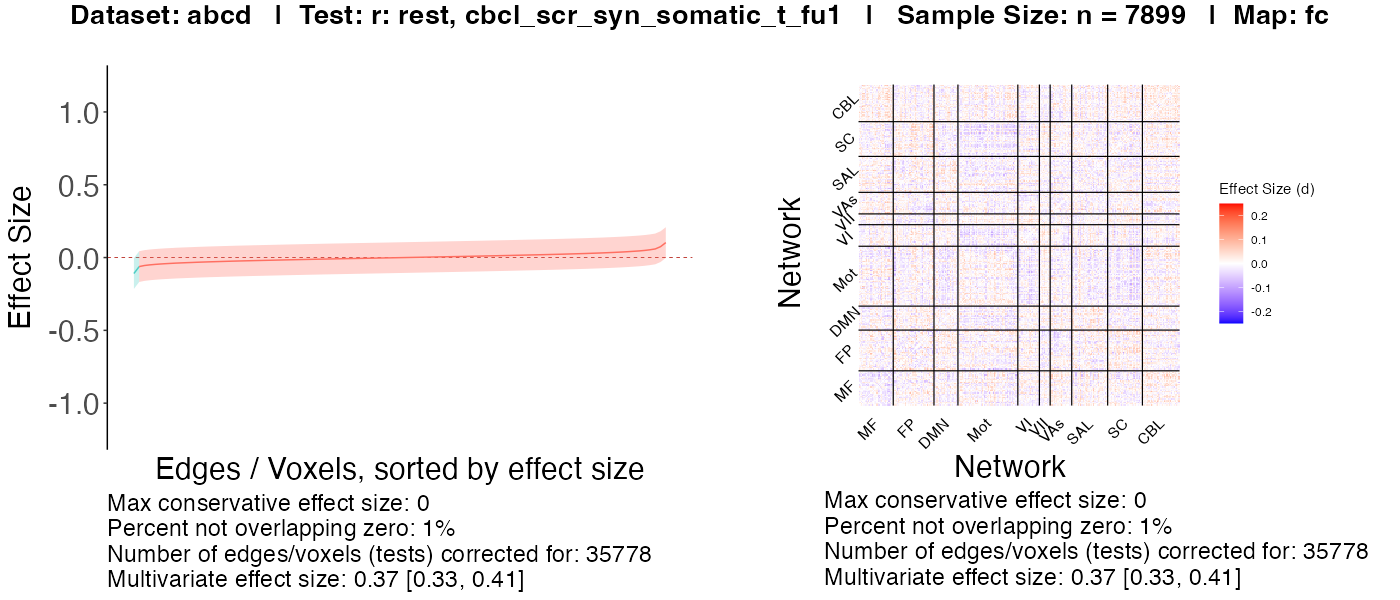 Dataset: abcd | Test: r: rest, cbcl_scr_syn_somatic_t_fu1 | Sample Size: n = 7899 | Map: fc
Effect Size
1.0
0.5
0.0
-0.5
-1.0
Edges / Voxels, sorted by effect size
Max conservative effect size: 0
Percent not overlapping zero: 1%
Number of edges/voxels (tests) corrected for: 35778
Multivariate effect size: 0.37 [0.33, 0.41]
Network
CBL
SC
SAL
VAs
VII
VI
Mot
DMN
FP
MF
MF
FP
DMN
Mot
VI
VII
VAs
SAL
SC
CBL
Network
Effect Size (d)
0.2
0.1
0.0
-0.1
-0.2
Max conservative effect size: 0
Percent not overlapping zero: 1%
Number of edges/voxels (tests) corrected for: 35778
Multivariate effect size: 0.37 [0.33, 0.41]